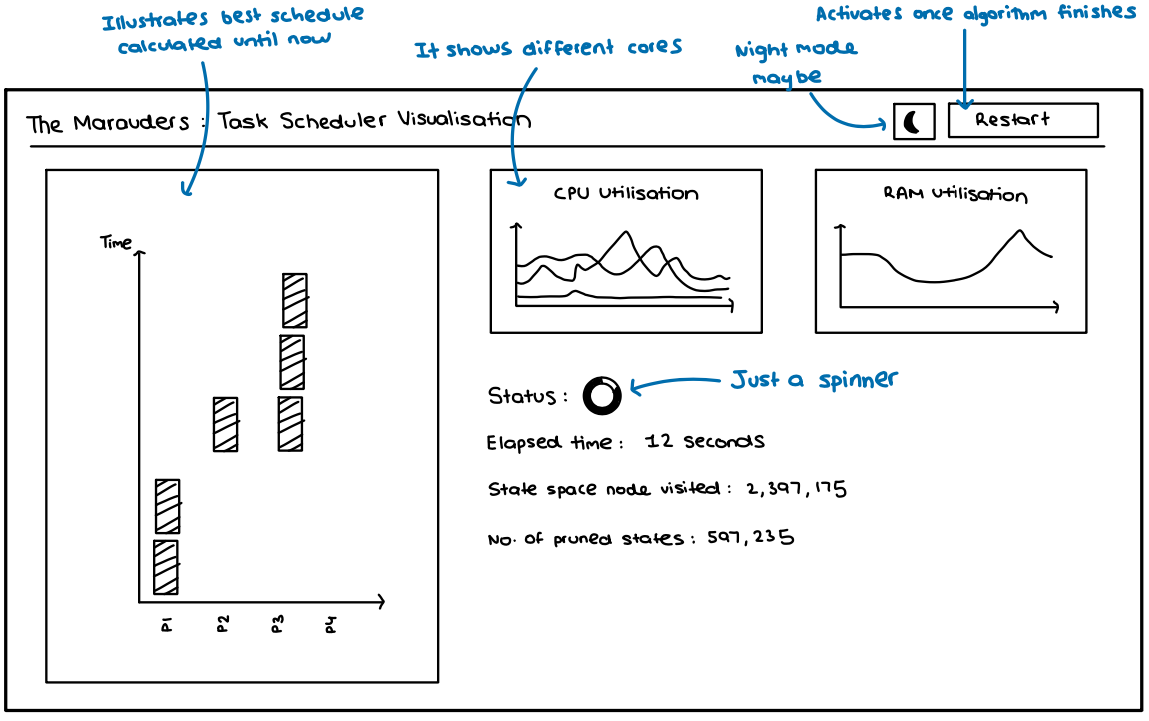 Illustrates best schedule
calculated until now
It shows different cores
Night mode
maybe
Activates once algorithm finishes
The Marauders : Task Scheduler Visualisation
Restart
CPU Utilisation
RAM Utilisation
Time
P1
P2
P3
P4
Status :
Just a spinner
Elapsed time : 12 seconds
State space node visited : 2,397,175
No. of pruned states : 597,235